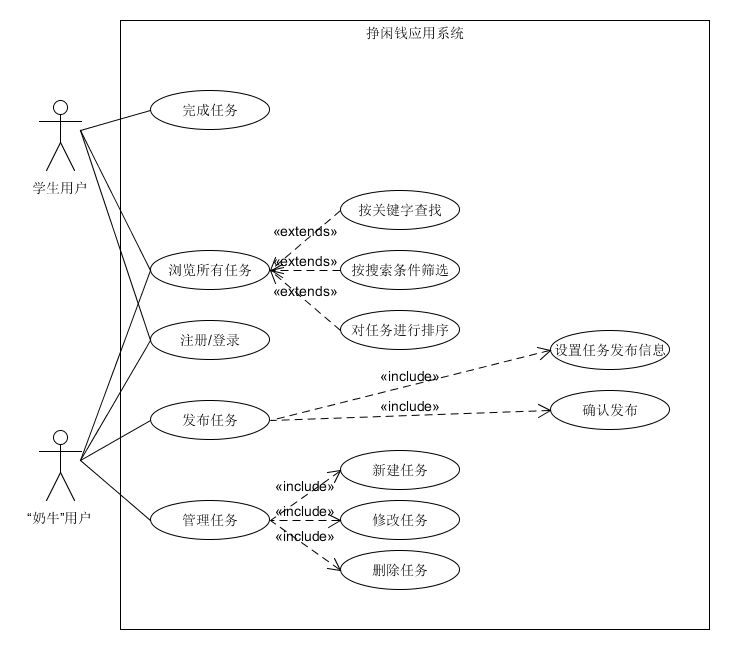 挣闲钱应用系统
完成任务
学生用户
按关键字查找
«extends»
浏览所有任务
«extends»
按搜索条件筛选
«extends»
注册/登录
对任务进行排序
设置任务发布信息
«include»
发布任务
«include»
确认发布
新建任务
«include»
“奶牛”用户
管理任务
«include»
修改任务
«include»
删除任务